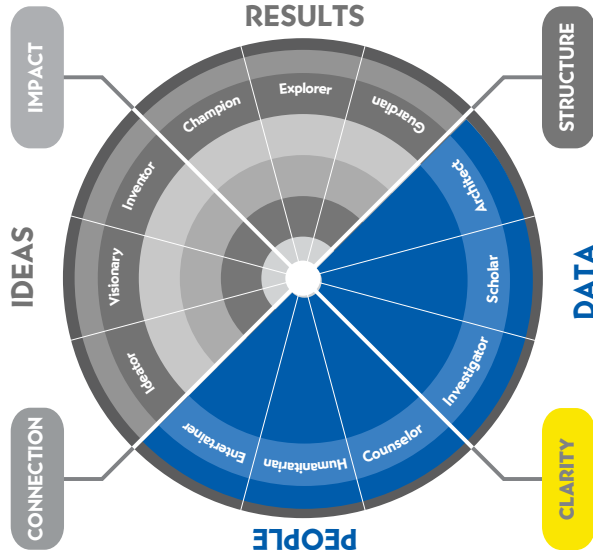 RESULTS
IMPACT
STRUCTURE
Explorer
Champion
Guardian
Inventor
Architect
IDEAS
Visionary
Scholar
DATA
Ideator
Investigator
Entertainer
Humanitarian
Counselor
CONNECTION
CLARITY
PEOPLE